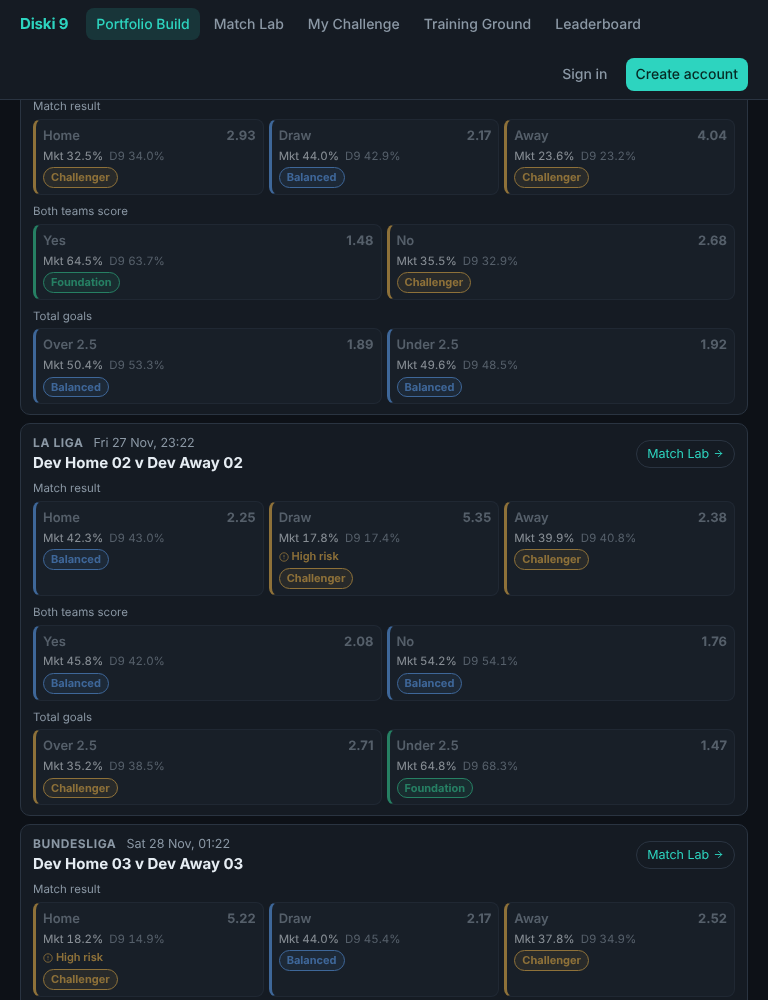 Diski 9 Portfolio Build Match Lab My Challenge Training Ground Leaderboard
Sign in Create account
Match result
Home 2.93 Draw 2.17 Away 4.04
Mkt 32.5% D9 34.0% Mkt 44.0% D9 42.9% Mkt 23.6% D9 23.2%
Challenger Balanced Challenger
Both teams score
Yes 1.48 No 2.68
Mkt 64.5% D9 63.7% Mkt 35.5% D9 32.9%
Foundation Challenger
Total goals
Over 2.5 1.89 Under 2.5 1.92
Mkt 50.4% D9 53.3% Mkt 49.6% D9 48.5%
Balanced Balanced
LA LIGA Fri 27 Nov, 23:22
Dev Home 02 v Dev Away 02 Match Lab →
Match result
Home 2.25 Draw 5.35 Away 2.38
Mkt 42.3% D9 43.0% Mkt 17.8% D9 17.4% Mkt 39.9% D9 40.8%
Balanced High risk Challenger
Challenger
Both teams score
Yes 2.08 No 1.76
Mkt 45.8% D9 42.0% Mkt 54.2% D9 54.1%
Balanced Balanced
Total goals
Over 2.5 2.71 Under 2.5 1.47
Mkt 35.2% D9 38.5% Mkt 64.8% D9 68.3%
Challenger Foundation
BUNDESLIGA Sat 28 Nov, 01:22
Dev Home 03 v Dev Away 03 Match Lab →
Match result
Home 5.22 Draw 2.17 Away 2.52
Mkt 18.2% D9 14.9% Mkt 44.0% D9 45.4% Mkt 37.8% D9 34.9%
High risk Balanced Challenger
Challenger